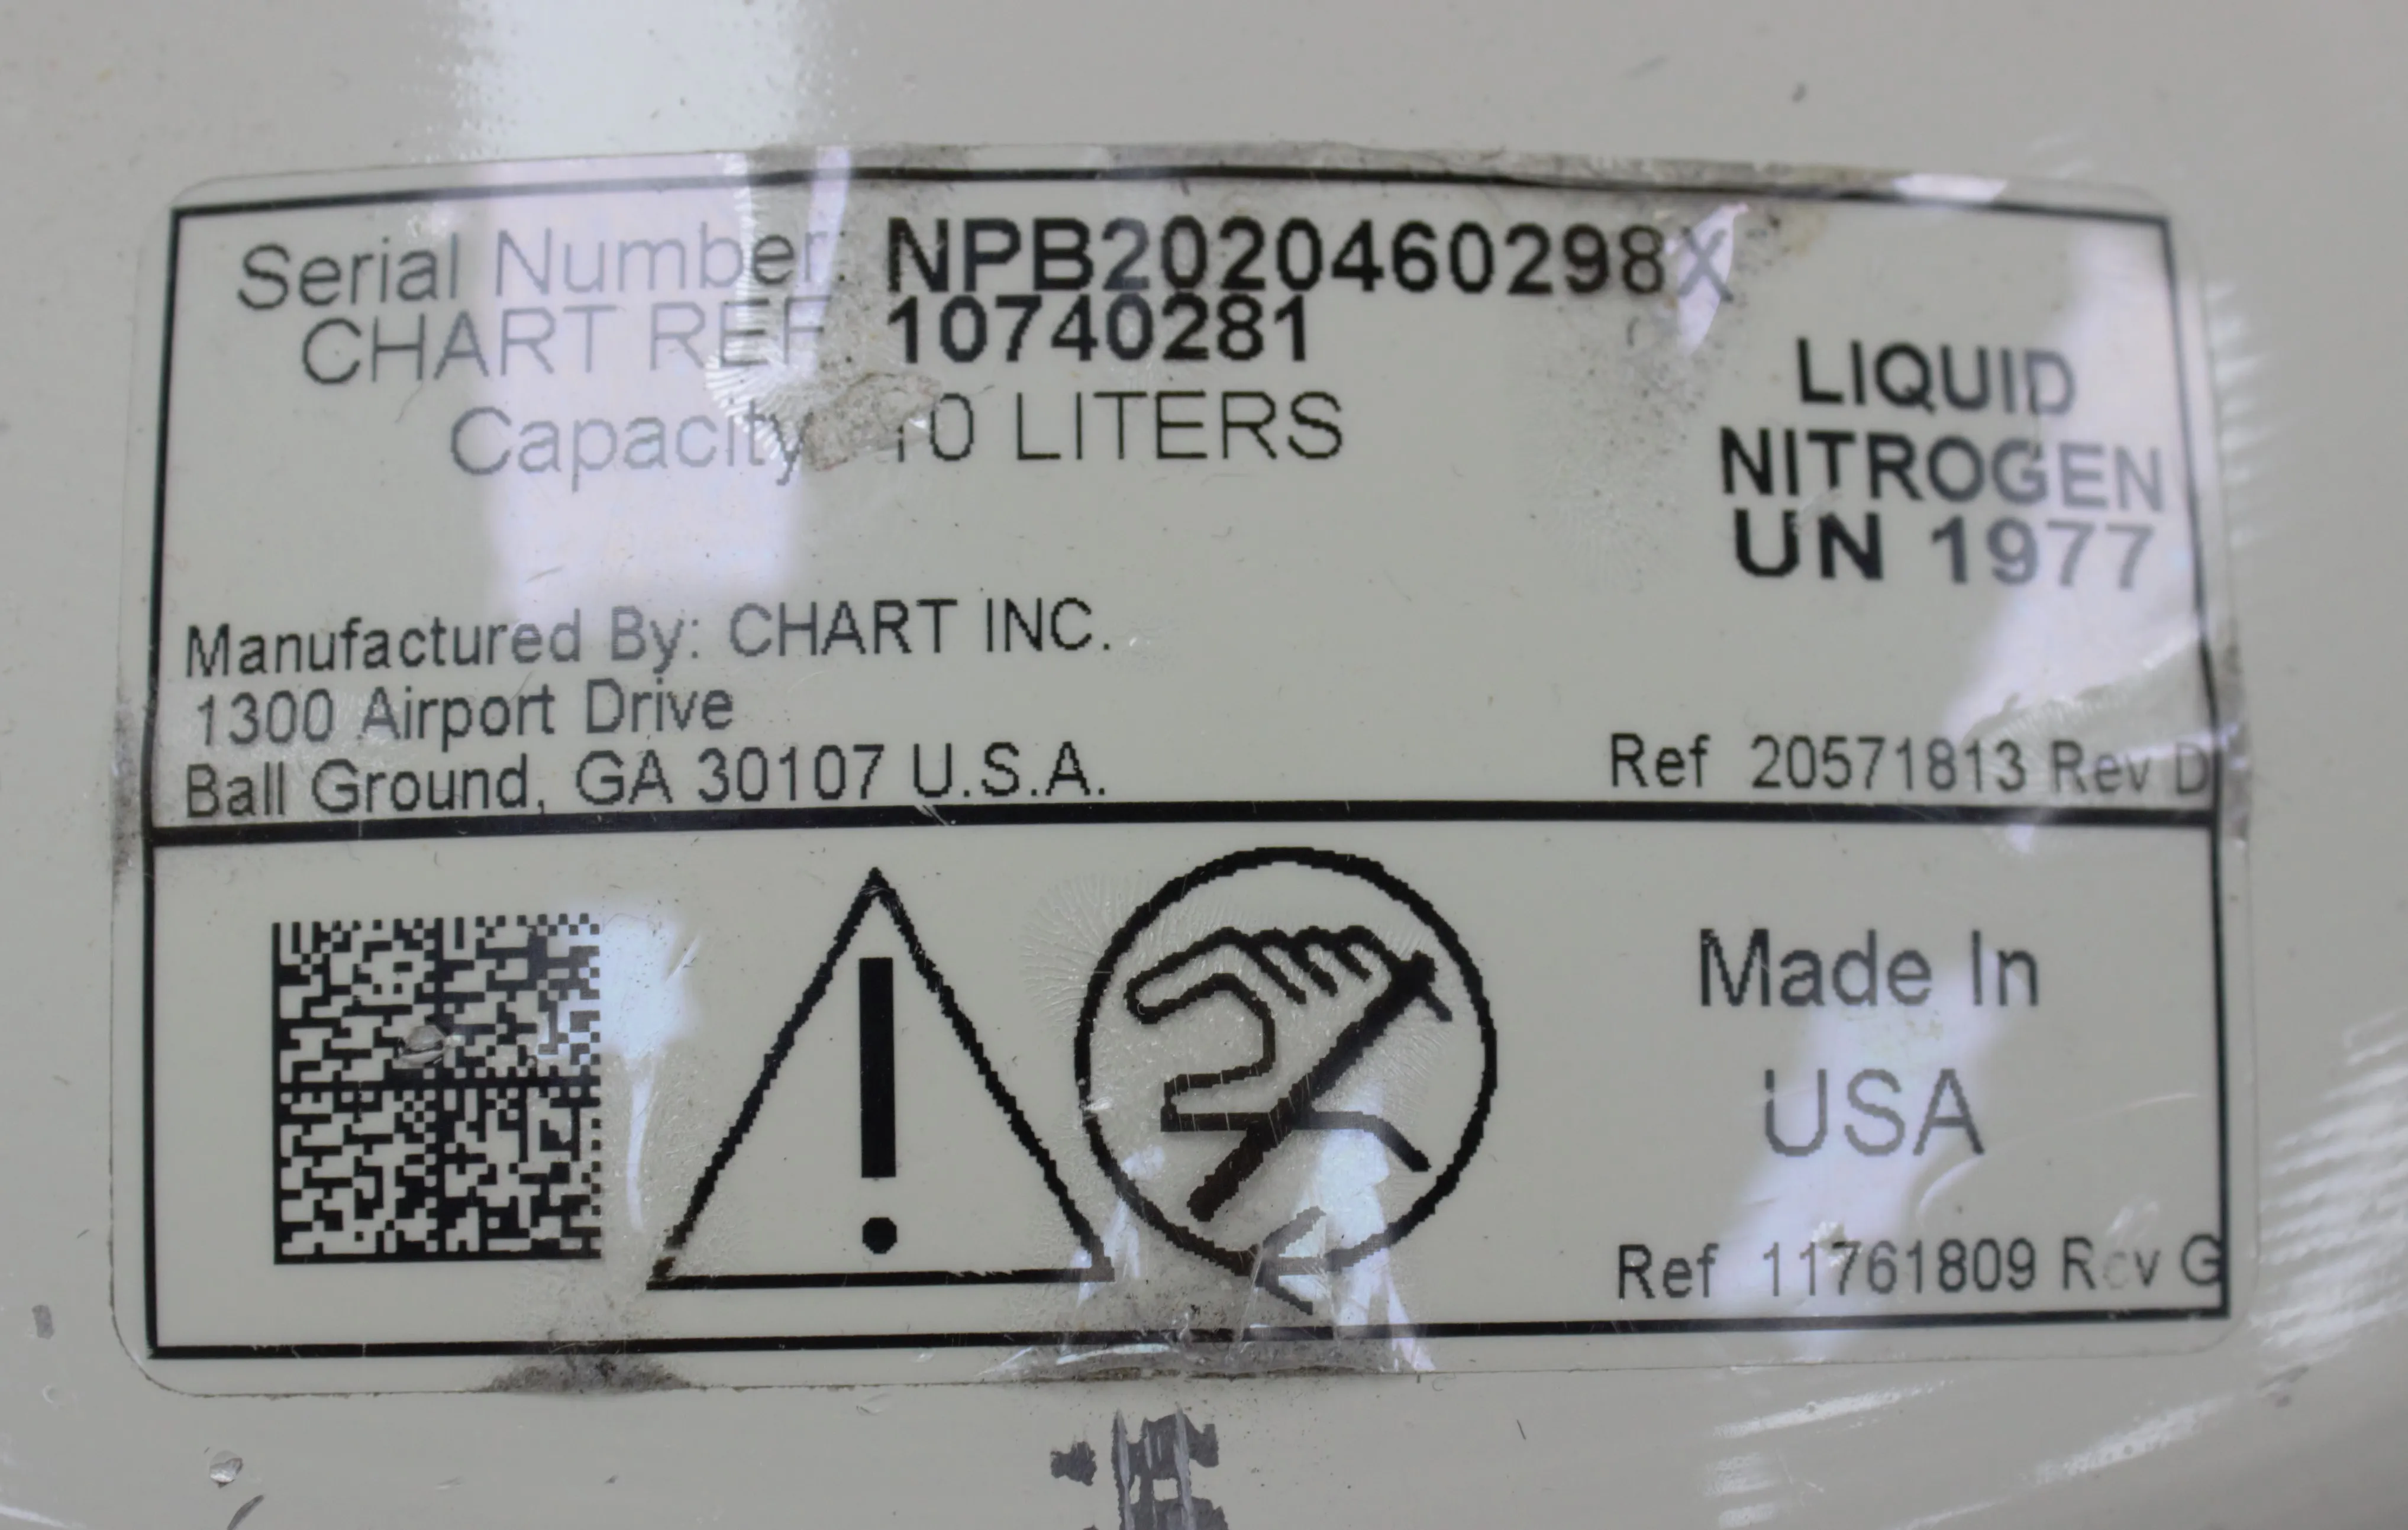 Serial Number: NPB2020460298X
CHART REF 10740281
Capacity 10 LITERS
LIQUID
NITROGEN
UN 1977
Manufactured By: CHART INC.
1300 Airport Drive
Ball Ground, GA 30107 U.S.A.
Ref 20571813 Rev D
Made In
USA
Ref 11761809 Rev G